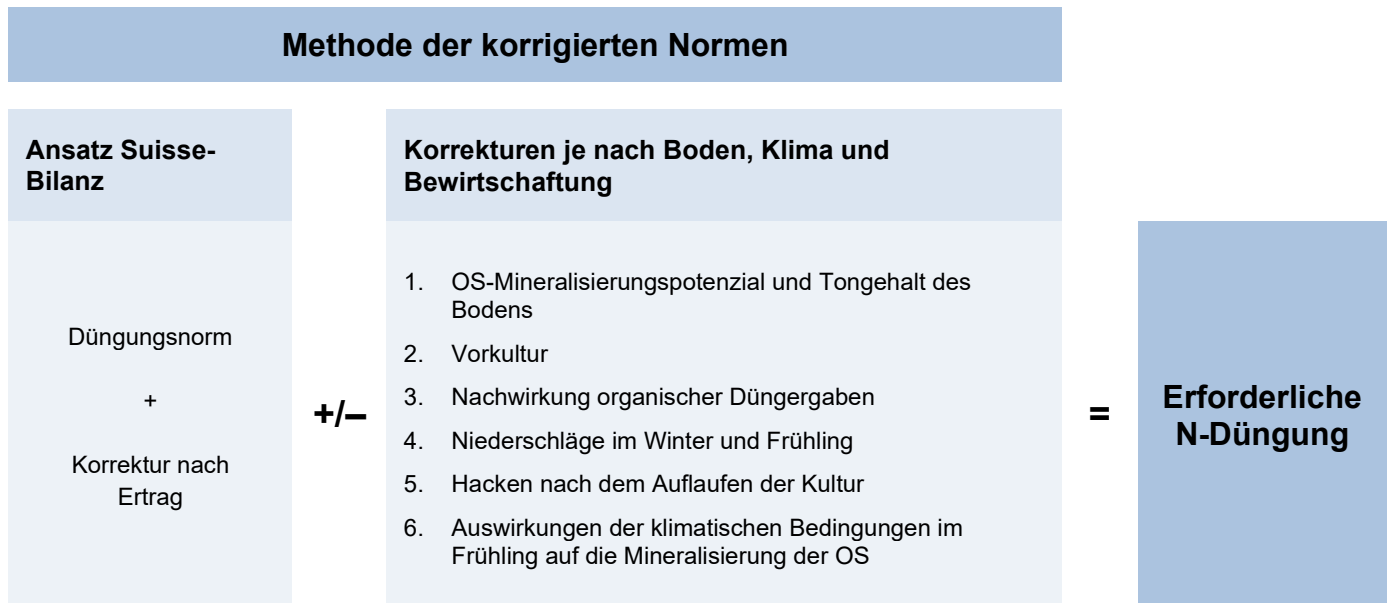 Methode der korrigierten Normen
Ansatz Suisse-
Bilanz
Düngungsnorm
+
Korrektur nach
Ertrag
+/–
Korrekturen je nach Boden, Klima und
Bewirtschaftung
1. OS-Mineralisierungspotenzial und Tongehalt des
Bodens
2. Vorkultur
3. Nachwirkung organischer Düngergaben
4. Niederschläge im Winter und Frühling
5. Hacken nach dem Auflaufen der Kultur
6. Auswirkungen der klimatischen Bedingungen im
Frühling auf die Mineralisierung der OS
=
Erforderliche
N-Düngung